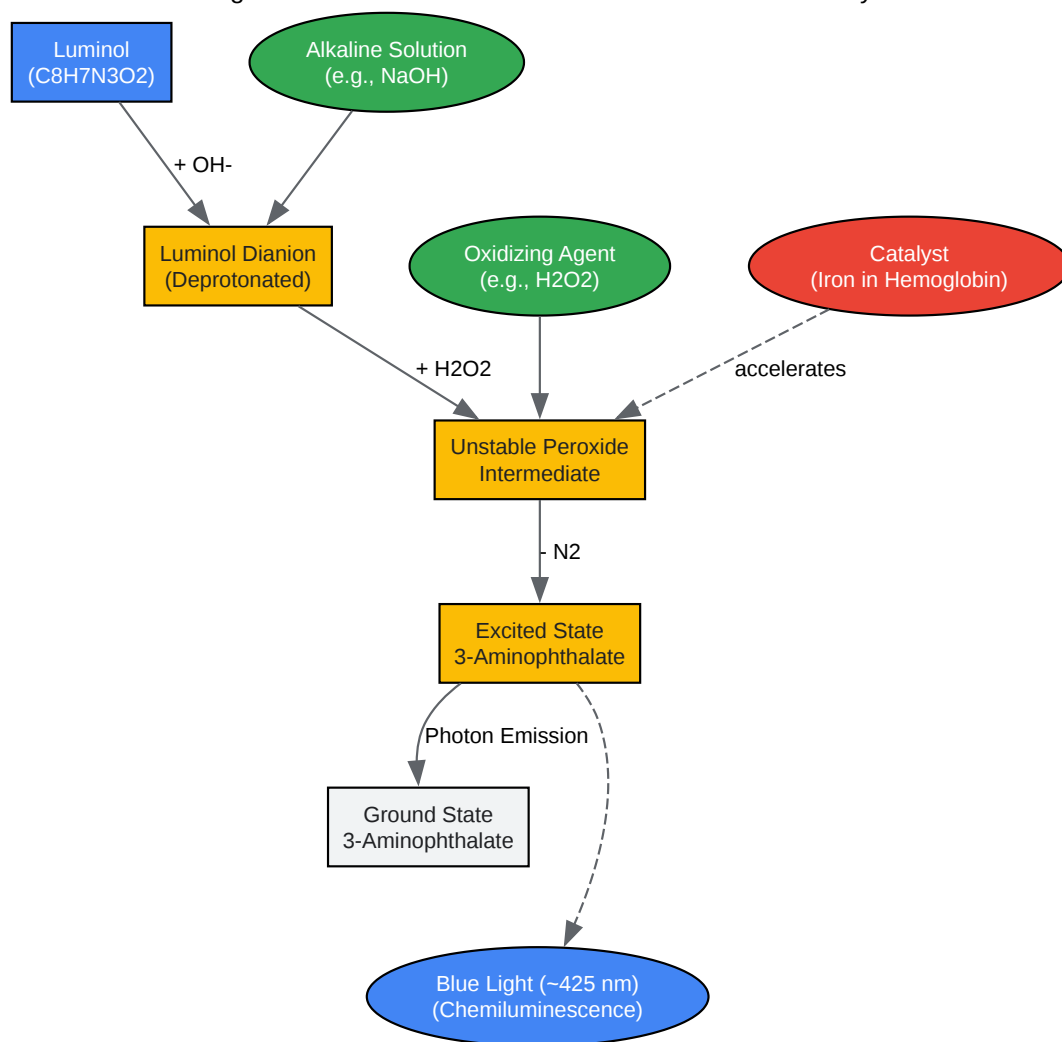 Luminol
(C8H7N3O2)
Alkaline Solution
(e.g., NaOH)
+ OH-
Luminol Dianion
(Deprotonated)
Oxidizing Agent
(e.g., H2O2)
Catalyst
(Iron in Hemoglobin)
+ H2O2
accelerates
Unstable Peroxide
Intermediate
- N2
Excited State
3-Aminophthalate
Photon Emission
Ground State
3-Aminophthalate
Blue Light (~425 nm)
(Chemiluminescence)